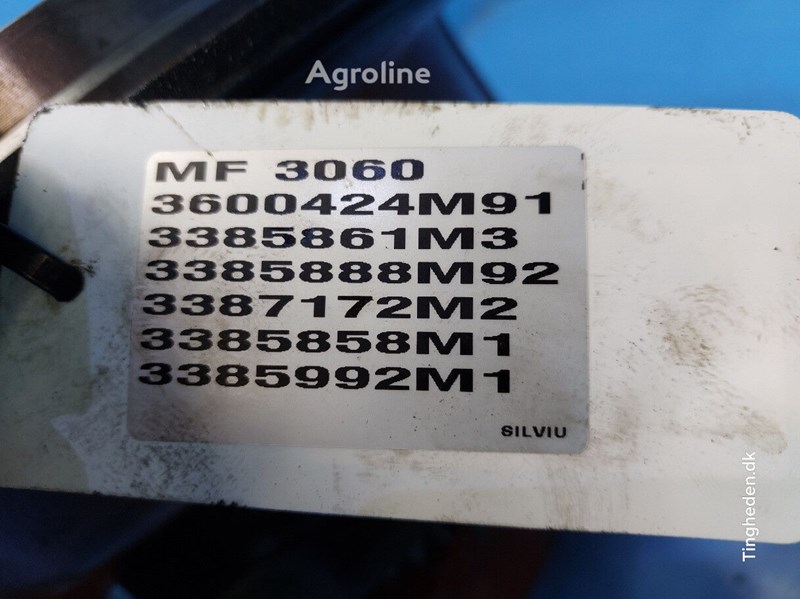 Agroline
MF 3060
3600424M91
3385861M3
3385888M92
3387172M2
3385858M1
3385992M1
SILVIU
Tingheden.dk